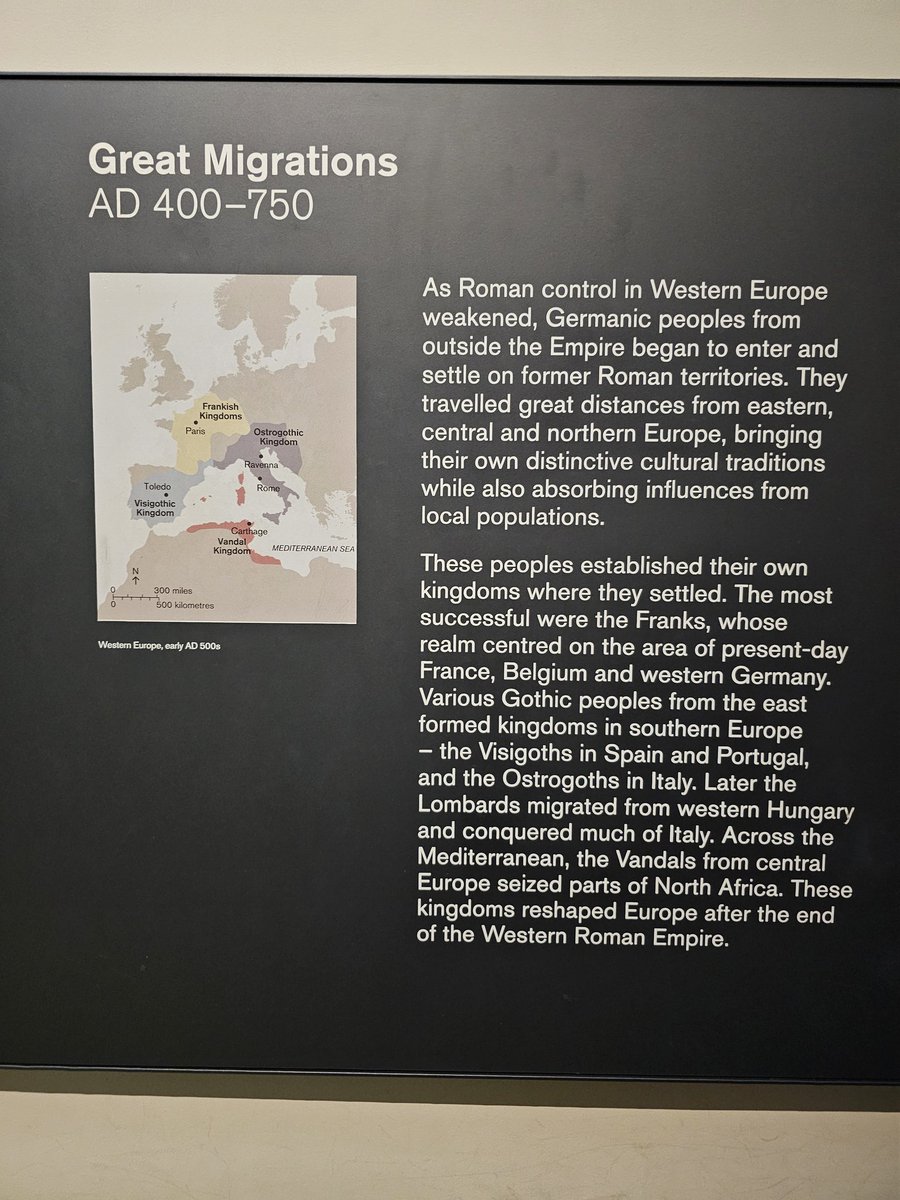 Great Migrations
AD 400–750
Frankish
Kingdoms
Paris
Ostrogothic
Kingdom
Ravenna
Rome
Toledo
Visigothic
Kingdom
Carthage
Vandal
Kingdom
MEDITERRANEAN SEA
N
0 300 miles
0 500 kilometres
Western Europe, early AD 500s
As Roman control in Western Europe
weakened, Germanic peoples from
outside the Empire began to enter and
settle on former Roman territories. They
travelled great distances from eastern,
central and northern Europe, bringing
their own distinctive cultural traditions
while also absorbing influences from
local populations.
These peoples established their own
kingdoms where they settled. The most
successful were the Franks, whose
realm centred on the area of present-day
France, Belgium and western Germany.
Various Gothic peoples from the east
formed kingdoms in southern Europe
– the Visigoths in Spain and Portugal,
and the Ostrogoths in Italy. Later the
Lombards migrated from western Hungary
and conquered much of Italy. Across the
Mediterranean, the Vandals from central
Europe seized parts of North Africa. These
kingdoms reshaped Europe after the end
of the Western Roman Empire.